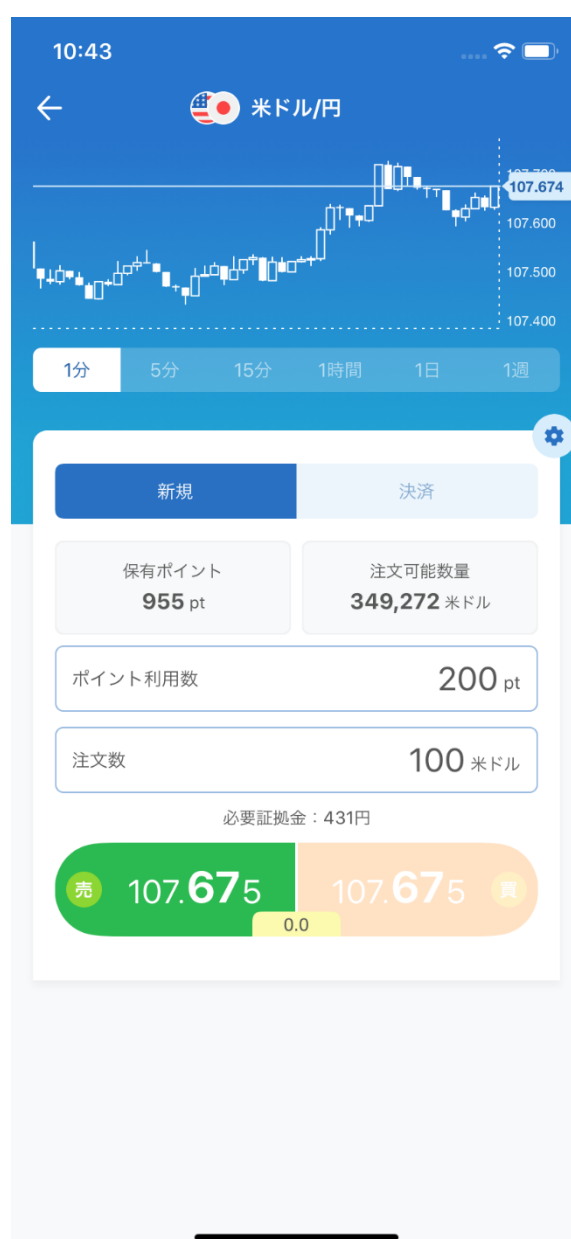 10:43
米ドル/円
107.700
107.674
107.600
107.500
107.400
1分 5分 15分 1時間 1日 1週
新規 決済
保有ポイント 注文可能数量
955 pt 349,272 米ドル
ポイント利用数 200 pt
注文数 100 米ドル
必要証拠金：431円
売 107.675 107.675 買
0.0